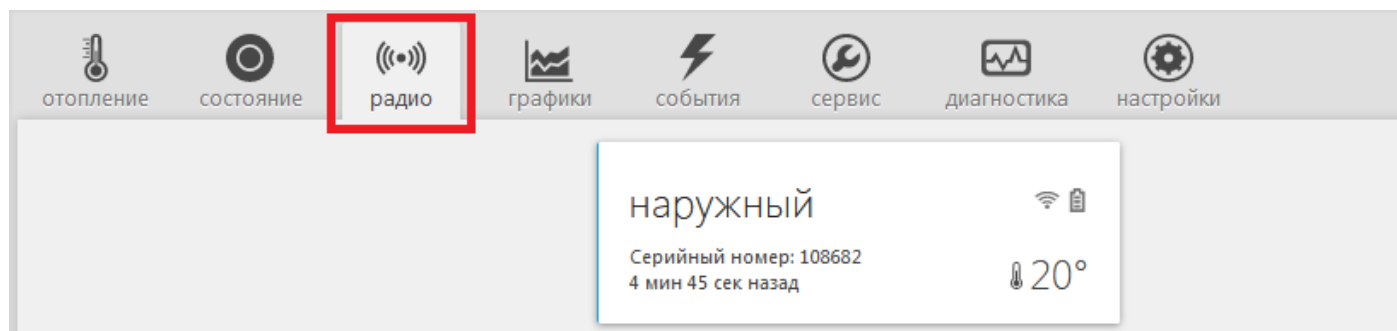 отопление состояние радио графики события сервис диагностика настройки
наружный
Серийный номер: 108682
4 мин 45 сек назад
20°